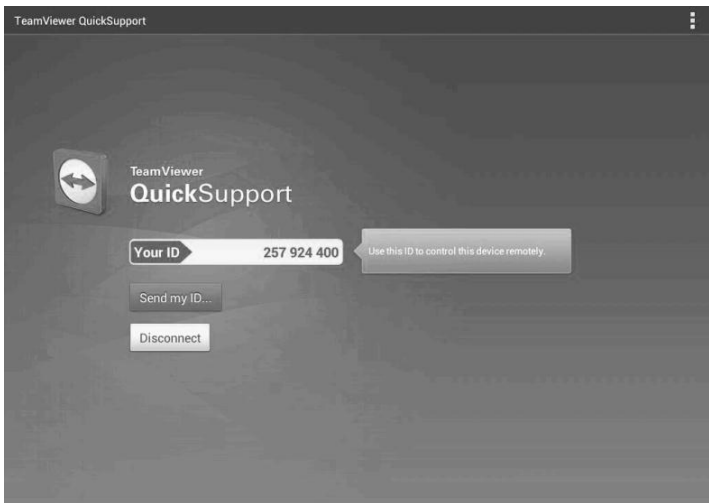 TeamViewer QuickSupport
TeamViewer
QuickSupport
Your ID 257 924 400
Use this ID to control this device remotely.
Send my ID...
Disconnect